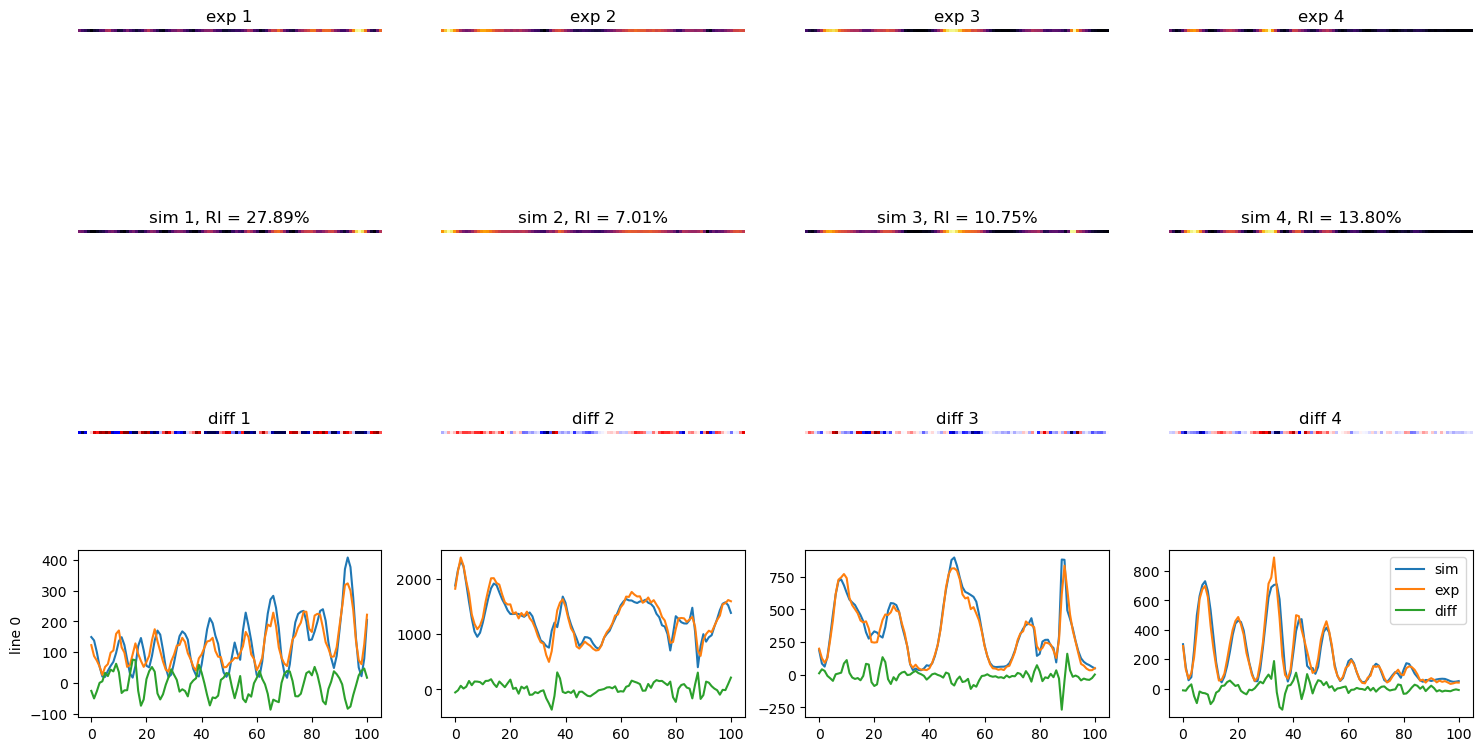 exp 1 exp 2 exp 3 exp 4
sim 1, RI = 27.89% sim 2, RI = 7.01% sim 3, RI = 10.75% sim 4, RI = 13.80%
diff 1 diff 2 diff 3 diff 4
line 0
400
300
200
100
0
−100
0 20 40 60 80 100
2000
1000
0
0 20 40 60 80 100
750
500
250
0
−250
0 20 40 60 80 100
800
600
400
200
0
0 20 40 60 80 100
sim
exp
diff